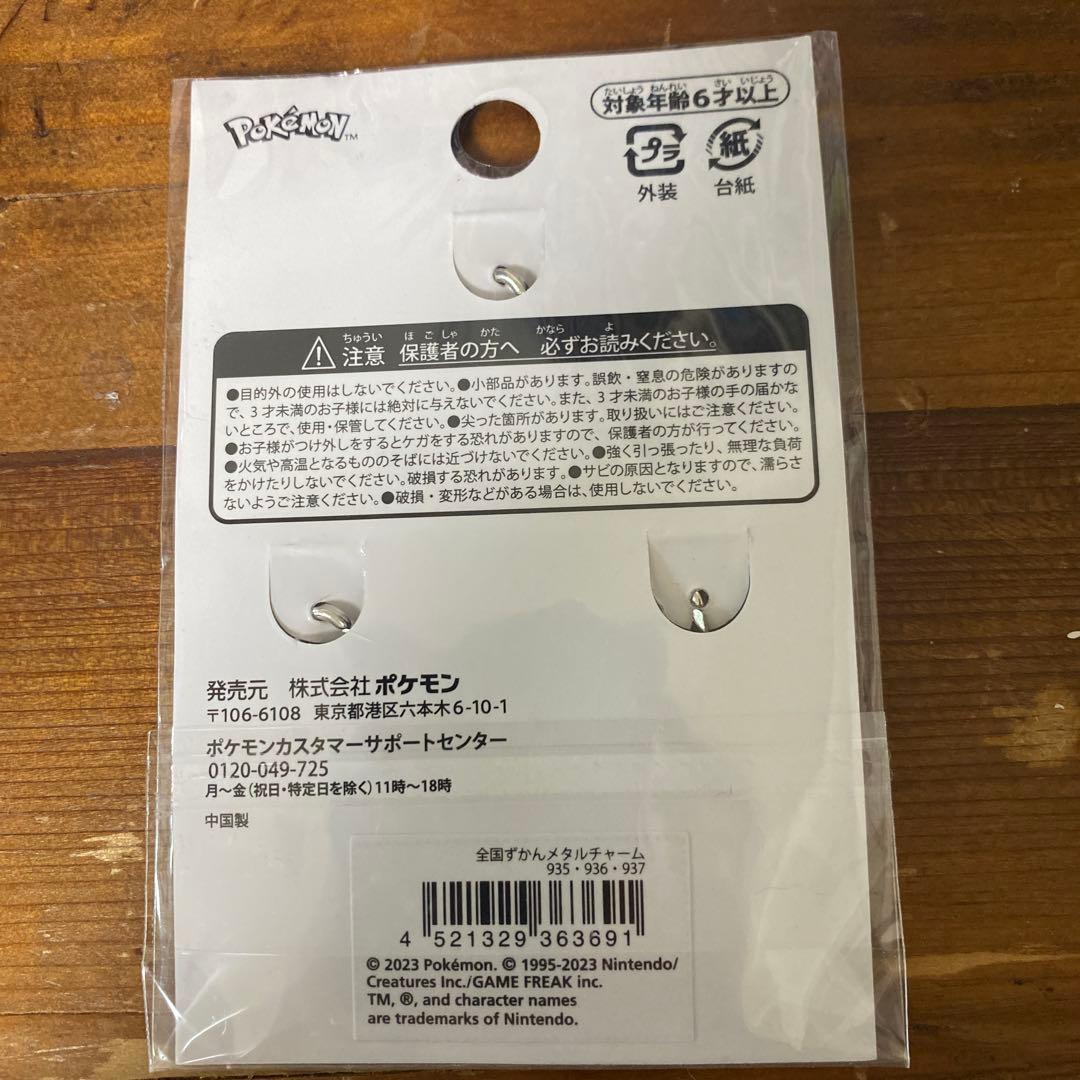 Pokémon™
たいしょう ねんれい さい いじょう
対象年齢6才以上
プラ
外装
紙
台紙
ちゅうい ほごしゃ かた かなら よ
注意 保護者の方へ 必ずお読みください。
●目的外の使用はしないでください。●小部品があります。誤飲・窒息の危険がありますの
で、3才未満のお子様には絶対に与えないでください。また、3才未満のお子様の手の届かな
いところで、使用・保管してください。●尖った箇所があります。取り扱いにはご注意ください。
●お子様がつけ外しをするとケガをする恐れがありますので、保護者の方が行ってください。
●火気や高温となるもののそばには近づけないでください。●強く引っ張ったり、無理な負荷
をかけたりしないでください。破損する恐れがあります。●サビの原因となりますので、濡らさ
ないようご注意ください。●破損・変形などがある場合は、使用しないでください。
発売元 株式会社 ポケモン
〒106-6108 東京都港区六本木6-10-1
ポケモンカスタマーサポートセンター
0120-049-725
月～金(祝日・特定日を除く)11時～18時
中国製
全国ずかんメタルチャーム
935・936・937
4 521329 363691
© 2023 Pokémon. © 1995-2023 Nintendo/
Creatures Inc./GAME FREAK inc.
TM, ®, and character names
are trademarks of Nintendo.